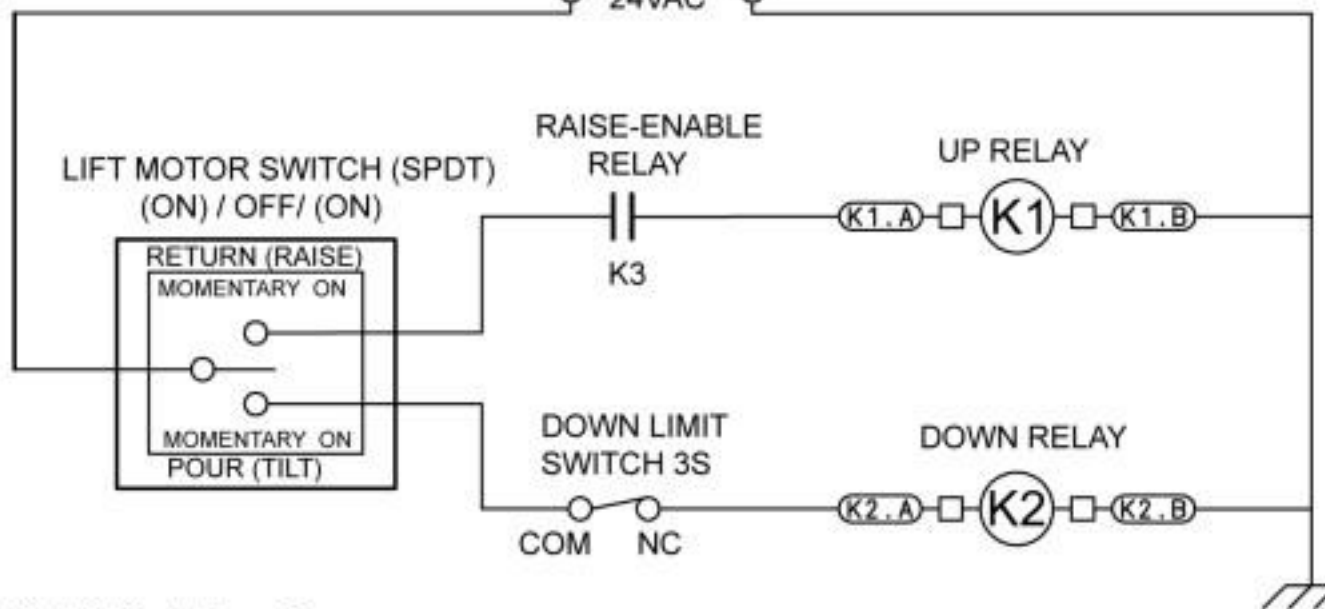 24VAC
RAISE-ENABLE
RELAY
UP RELAY
LIFT MOTOR SWITCH (SPDT)
(ON) / OFF/ (ON)
K1.A
K1
K1.B
RETURN (RAISE)
MOMENTARY ON
K3
MOMENTARY ON
POUR (TILT)
DOWN LIMIT
SWITCH 3S
DOWN RELAY
K2.A
K2
K2.B
COM
NC